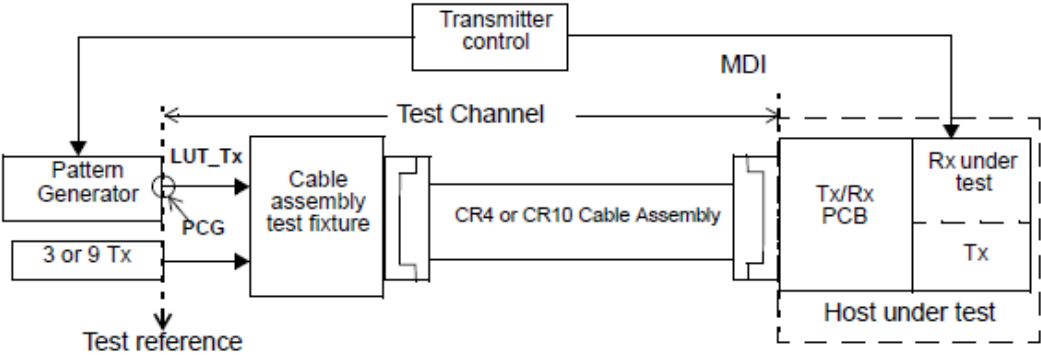 Transmitter
control
MDI
Test Channel
LUT_Tx
Pattern
Generator
PCG
3 or 9 Tx
Cable
assembly
test fixture
CR4 or CR10 Cable Assembly
Tx/Rx
PCB
Rx under
test
Tx
Host under test
Test reference